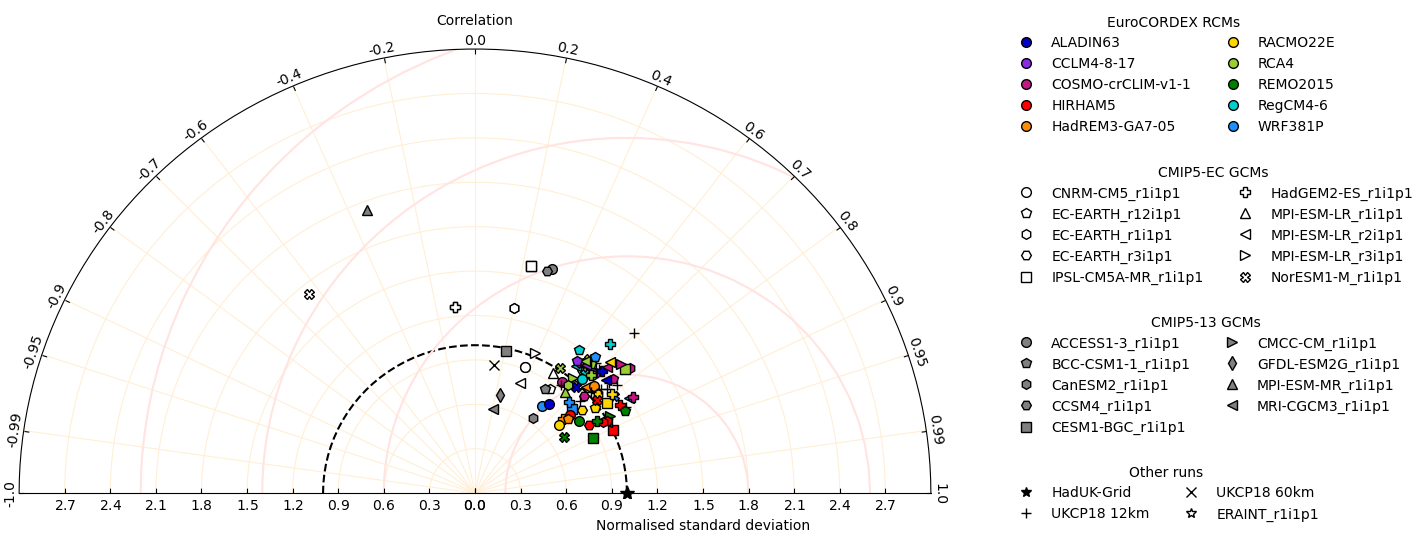 Correlation
0.0
-0.2
0.2
-0.4
0.4
-0.6
0.6
-0.7
0.7
-0.8
0.8
-0.9
0.9
-0.95
0.95
-0.99
0.99
-1.0
1.0
2.7 2.4 2.1 1.8 1.5 1.2 0.9 0.6 0.3 0.0 0.3 0.6 0.9 1.2 1.5 1.8 2.1 2.4 2.7
Normalised standard deviation
EuroCORDEX RCMs
ALADIN63 RACMO22E
CCLM4-8-17 RCA4
COSMO-crCLIM-v1-1 REMO2015
HIRHAM5 RegCM4-6
HadREM3-GA7-05 WRF381P
CMIP5-EC GCMs
CNRM-CM5_r1i1p1 HadGEM2-ES_r1i1p1
EC-EARTH_r12i1p1 MPI-ESM-LR_r1i1p1
EC-EARTH_r1i1p1 MPI-ESM-LR_r2i1p1
EC-EARTH_r3i1p1 MPI-ESM-LR_r3i1p1
IPSL-CM5A-MR_r1i1p1 NorESM1-M_r1i1p1
CMIP5-13 GCMs
ACCESS1-3_r1i1p1 CMCC-CM_r1i1p1
BCC-CSM1-1_r1i1p1 GFDL-ESM2G_r1i1p1
CanESM2_r1i1p1 MPI-ESM-MR_r1i1p1
CCSM4_r1i1p1 MRI-CGCM3_r1i1p1
CESM1-BGC_r1i1p1
Other runs
HadUK-Grid UKCP18 60km
UKCP18 12km ERAINT_r1i1p1